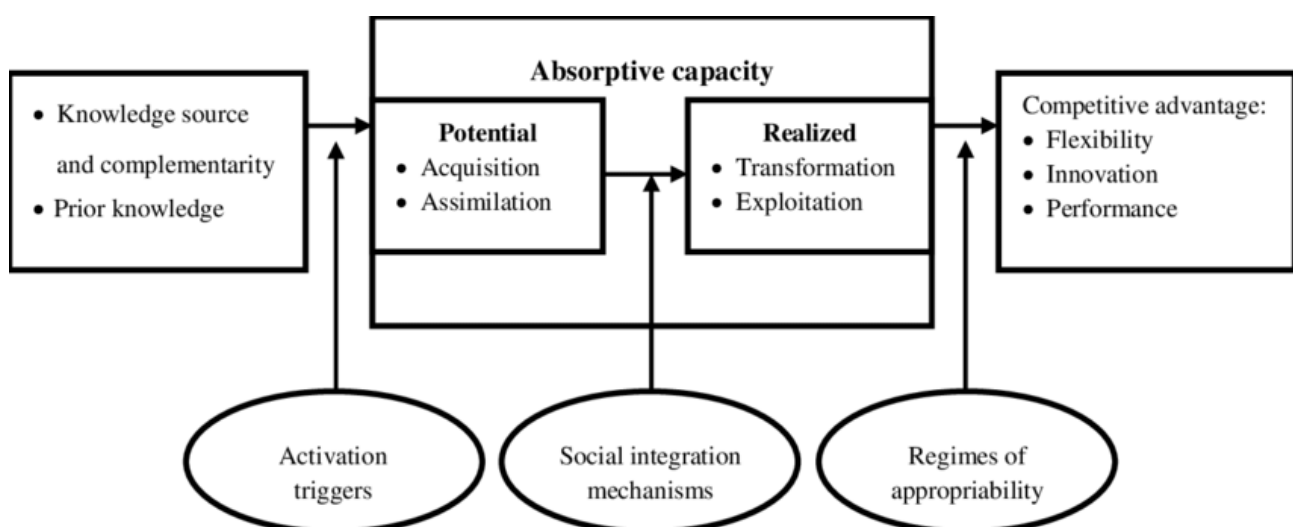 Absorptive capacity
• Knowledge source
and complementarity
• Prior knowledge
Potential
• Acquisition
• Assimilation
Realized
• Transformation
• Exploitation
Competitive advantage:
• Flexibility
• Innovation
• Performance
Activation
triggers
Social integration
mechanisms
Regimes of
appropriability